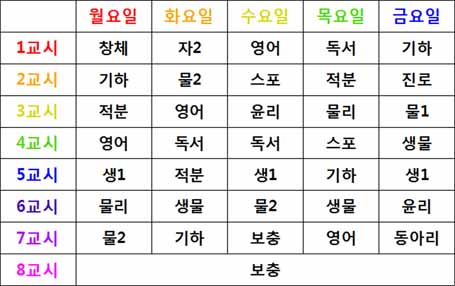 월요일 화요일 수요일 목요일 금요일
1교시 창체 자2 영어 독서 기하
2교시 기하 물2 스포 적분 진로
3교시 적분 영어 윤리 물리 물1
4교시 영어 독서 독서 스포 생물
5교시 생1 적분 생1 기하 생1
6교시 물리 생물 물2 생물 윤리
7교시 물2 기하 보충 영어 동아리
8교시 보충